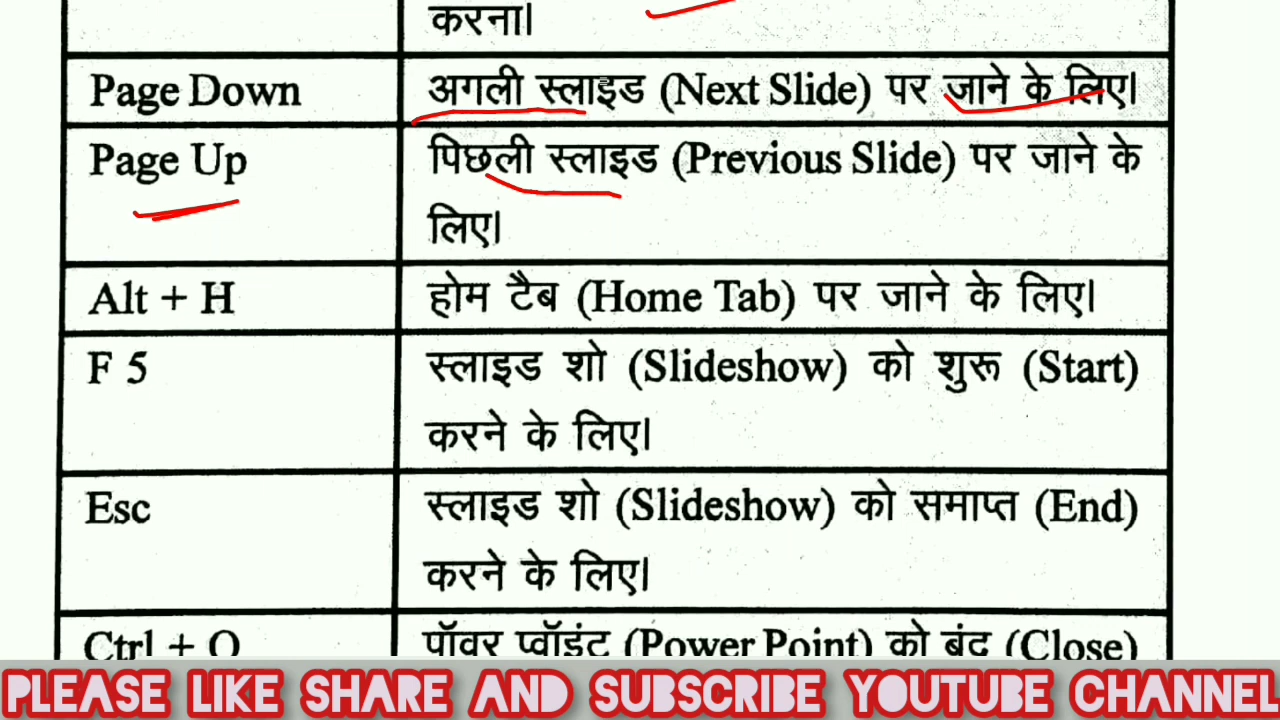 करना।
Page Down अगली स्लाइड (Next Slide) पर जाने के लिए।
Page Up पिछली स्लाइड (Previous Slide) पर जाने के
लिए।
Alt + H होम टैब (Home Tab) पर जाने के लिए।
F 5 स्लाइड शो (Slideshow) को शुरू (Start)
करने के लिए।
Esc स्लाइड शो (Slideshow) को समाप्त (End)
करने के लिए।
Ctrl + Q पॉवर प्वॉइंट (Power Point) को बंद (Close)
PLEASE LIKE SHARE AND SUBSCRIBE YOUTUBE CHANNEL